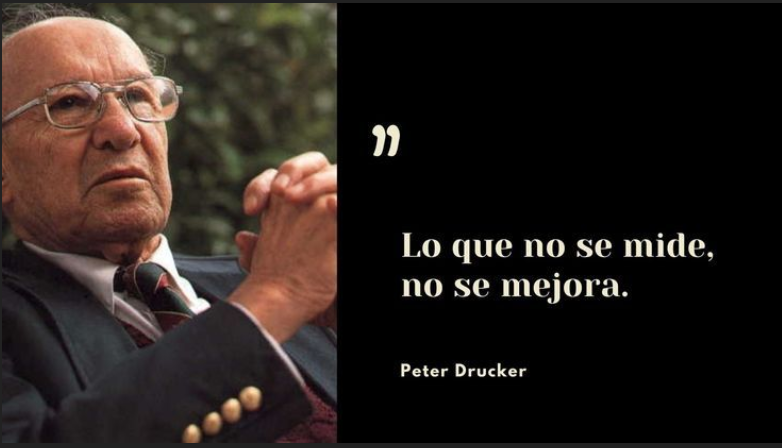 ”
Lo que no se mide,
no se mejora.
Peter Drucker